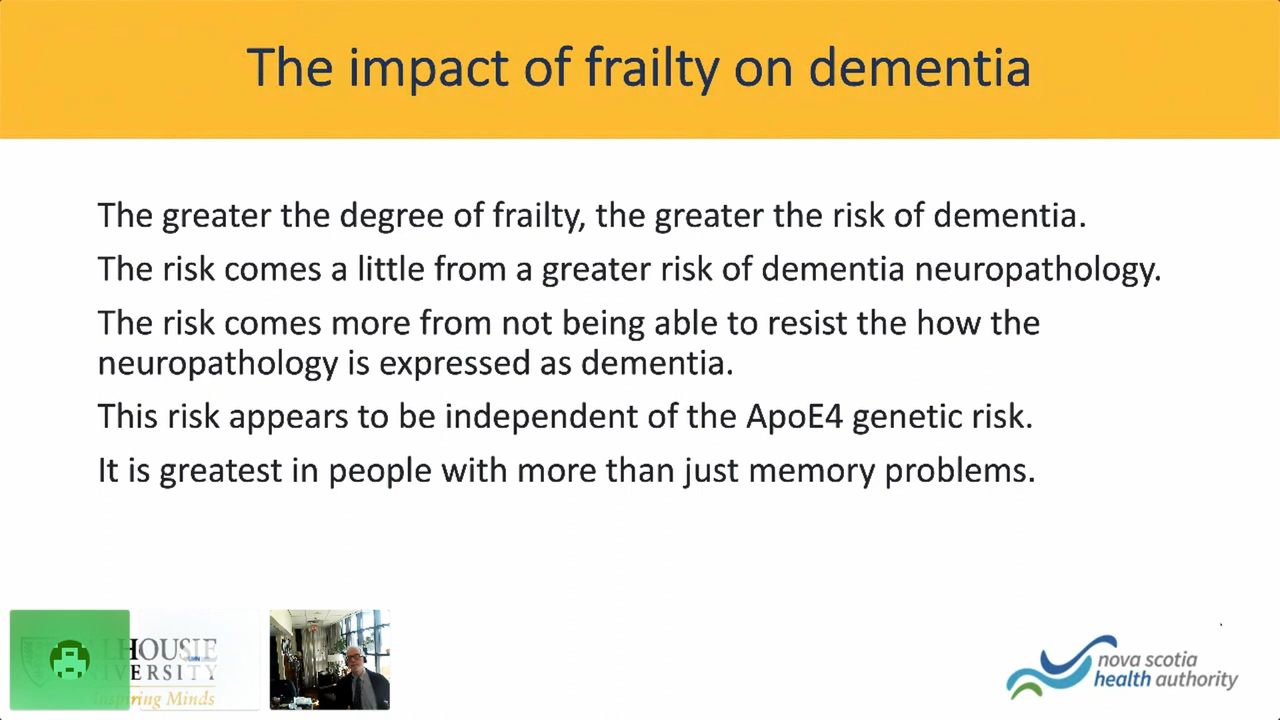 The impact of frailty on dementia
The greater the degree of frailty, the greater the risk of dementia.
The risk comes a little from a greater risk of dementia neuropathology.
The risk comes more from not being able to resist the how the
neuropathology is expressed as dementia.
This risk appears to be independent of the ApoE4 genetic risk.
It is greatest in people with more than just memory problems.
Inspiring Minds
nova scotia
health authority